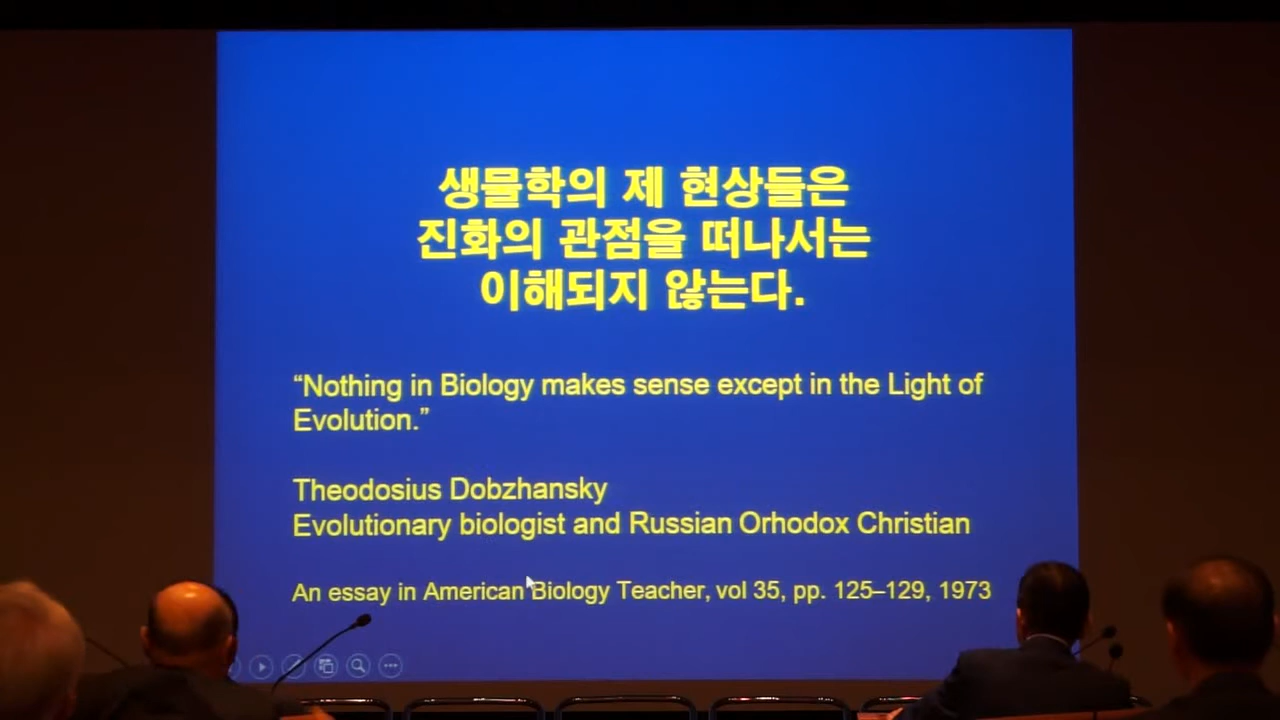 생물학의 제 현상들은
진화의 관점을 떠나서는
이해되지 않는다.
“Nothing in Biology makes sense except in the Light of
Evolution.”
Theodosius Dobzhansky
Evolutionary biologist and Russian Orhodox Christian
An essay in American Biology Teacher, vol 35, pp. 125–129, 1973